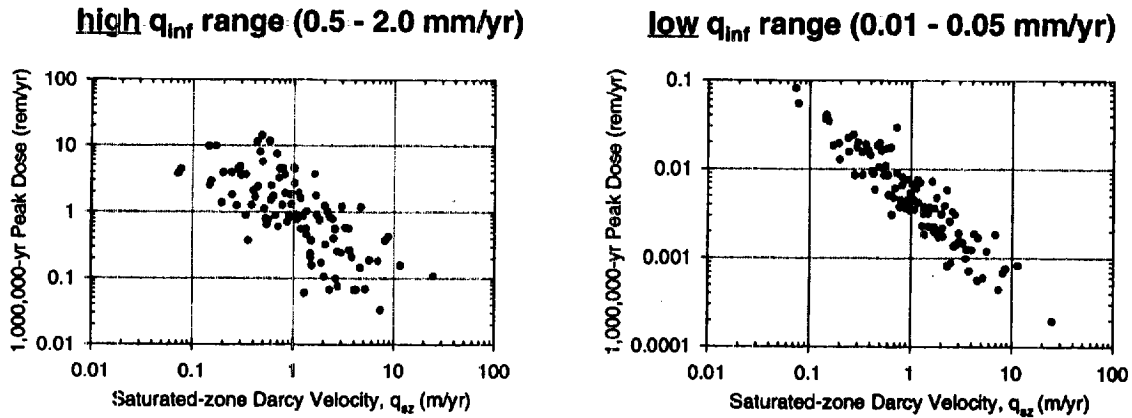 high qinf range (0.5 - 2.0 mm/yr)
1,000,000-yr Peak Dose (rem/yr)
100
10
1
0.1
0.01
0.01 0.1 1 10 100
Saturated-zone Darcy Velocity, qsz (m/yr)
low qinf range (0.01 - 0.05 mm/yr)
1,000,000-yr Peak Dose (rem/yr)
0.1
0.01
0.001
0.0001
0.01 0.1 1 10 100
Saturated-zone Darcy Velocity, qsz (m/yr)